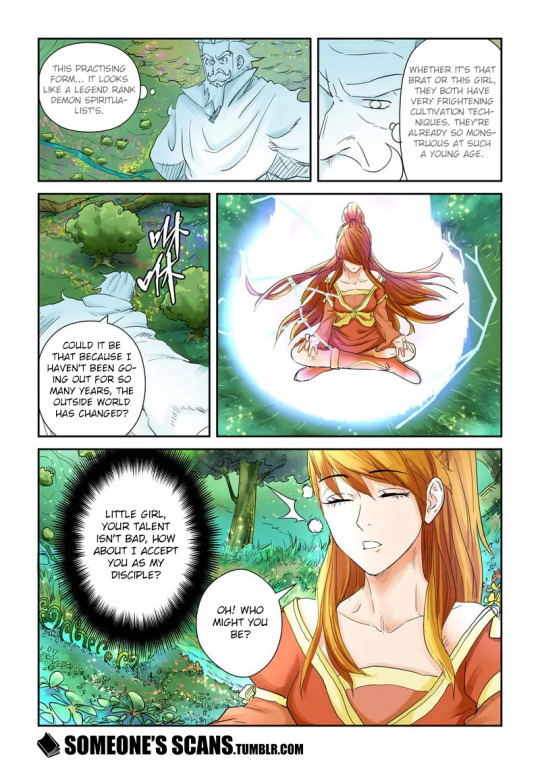 THIS PRACTISING
FORM... IT LOOKS
LIKE A LEGEND RANK
DEMON SPIRITUA-
LIST'S.
WHETHER IT'S THAT
BRAT OR THIS GIRL,
THEY BOTH HAVE
VERY FRIGHTENING
CULTIVATION TECH-
NIQUES. THEY'RE
ALREADY SO MONS-
TRUOUS AT SUCH
A YOUNG AGE.
咻
咻
COULD IT BE
THAT BECAUSE I
HAVEN'T BEEN GO-
ING OUT FOR SO
MANY YEARS, THE
OUTSIDE WORLD
HAS CHANGED?
LITTLE GIRL,
YOUR TALENT
ISN'T BAD, HOW
ABOUT I ACCEPT
YOU AS MY
DISCIPLE?
OH! WHO
MIGHT YOU
BE?
SOMEONE'S SCANS.TUMBLR.COM